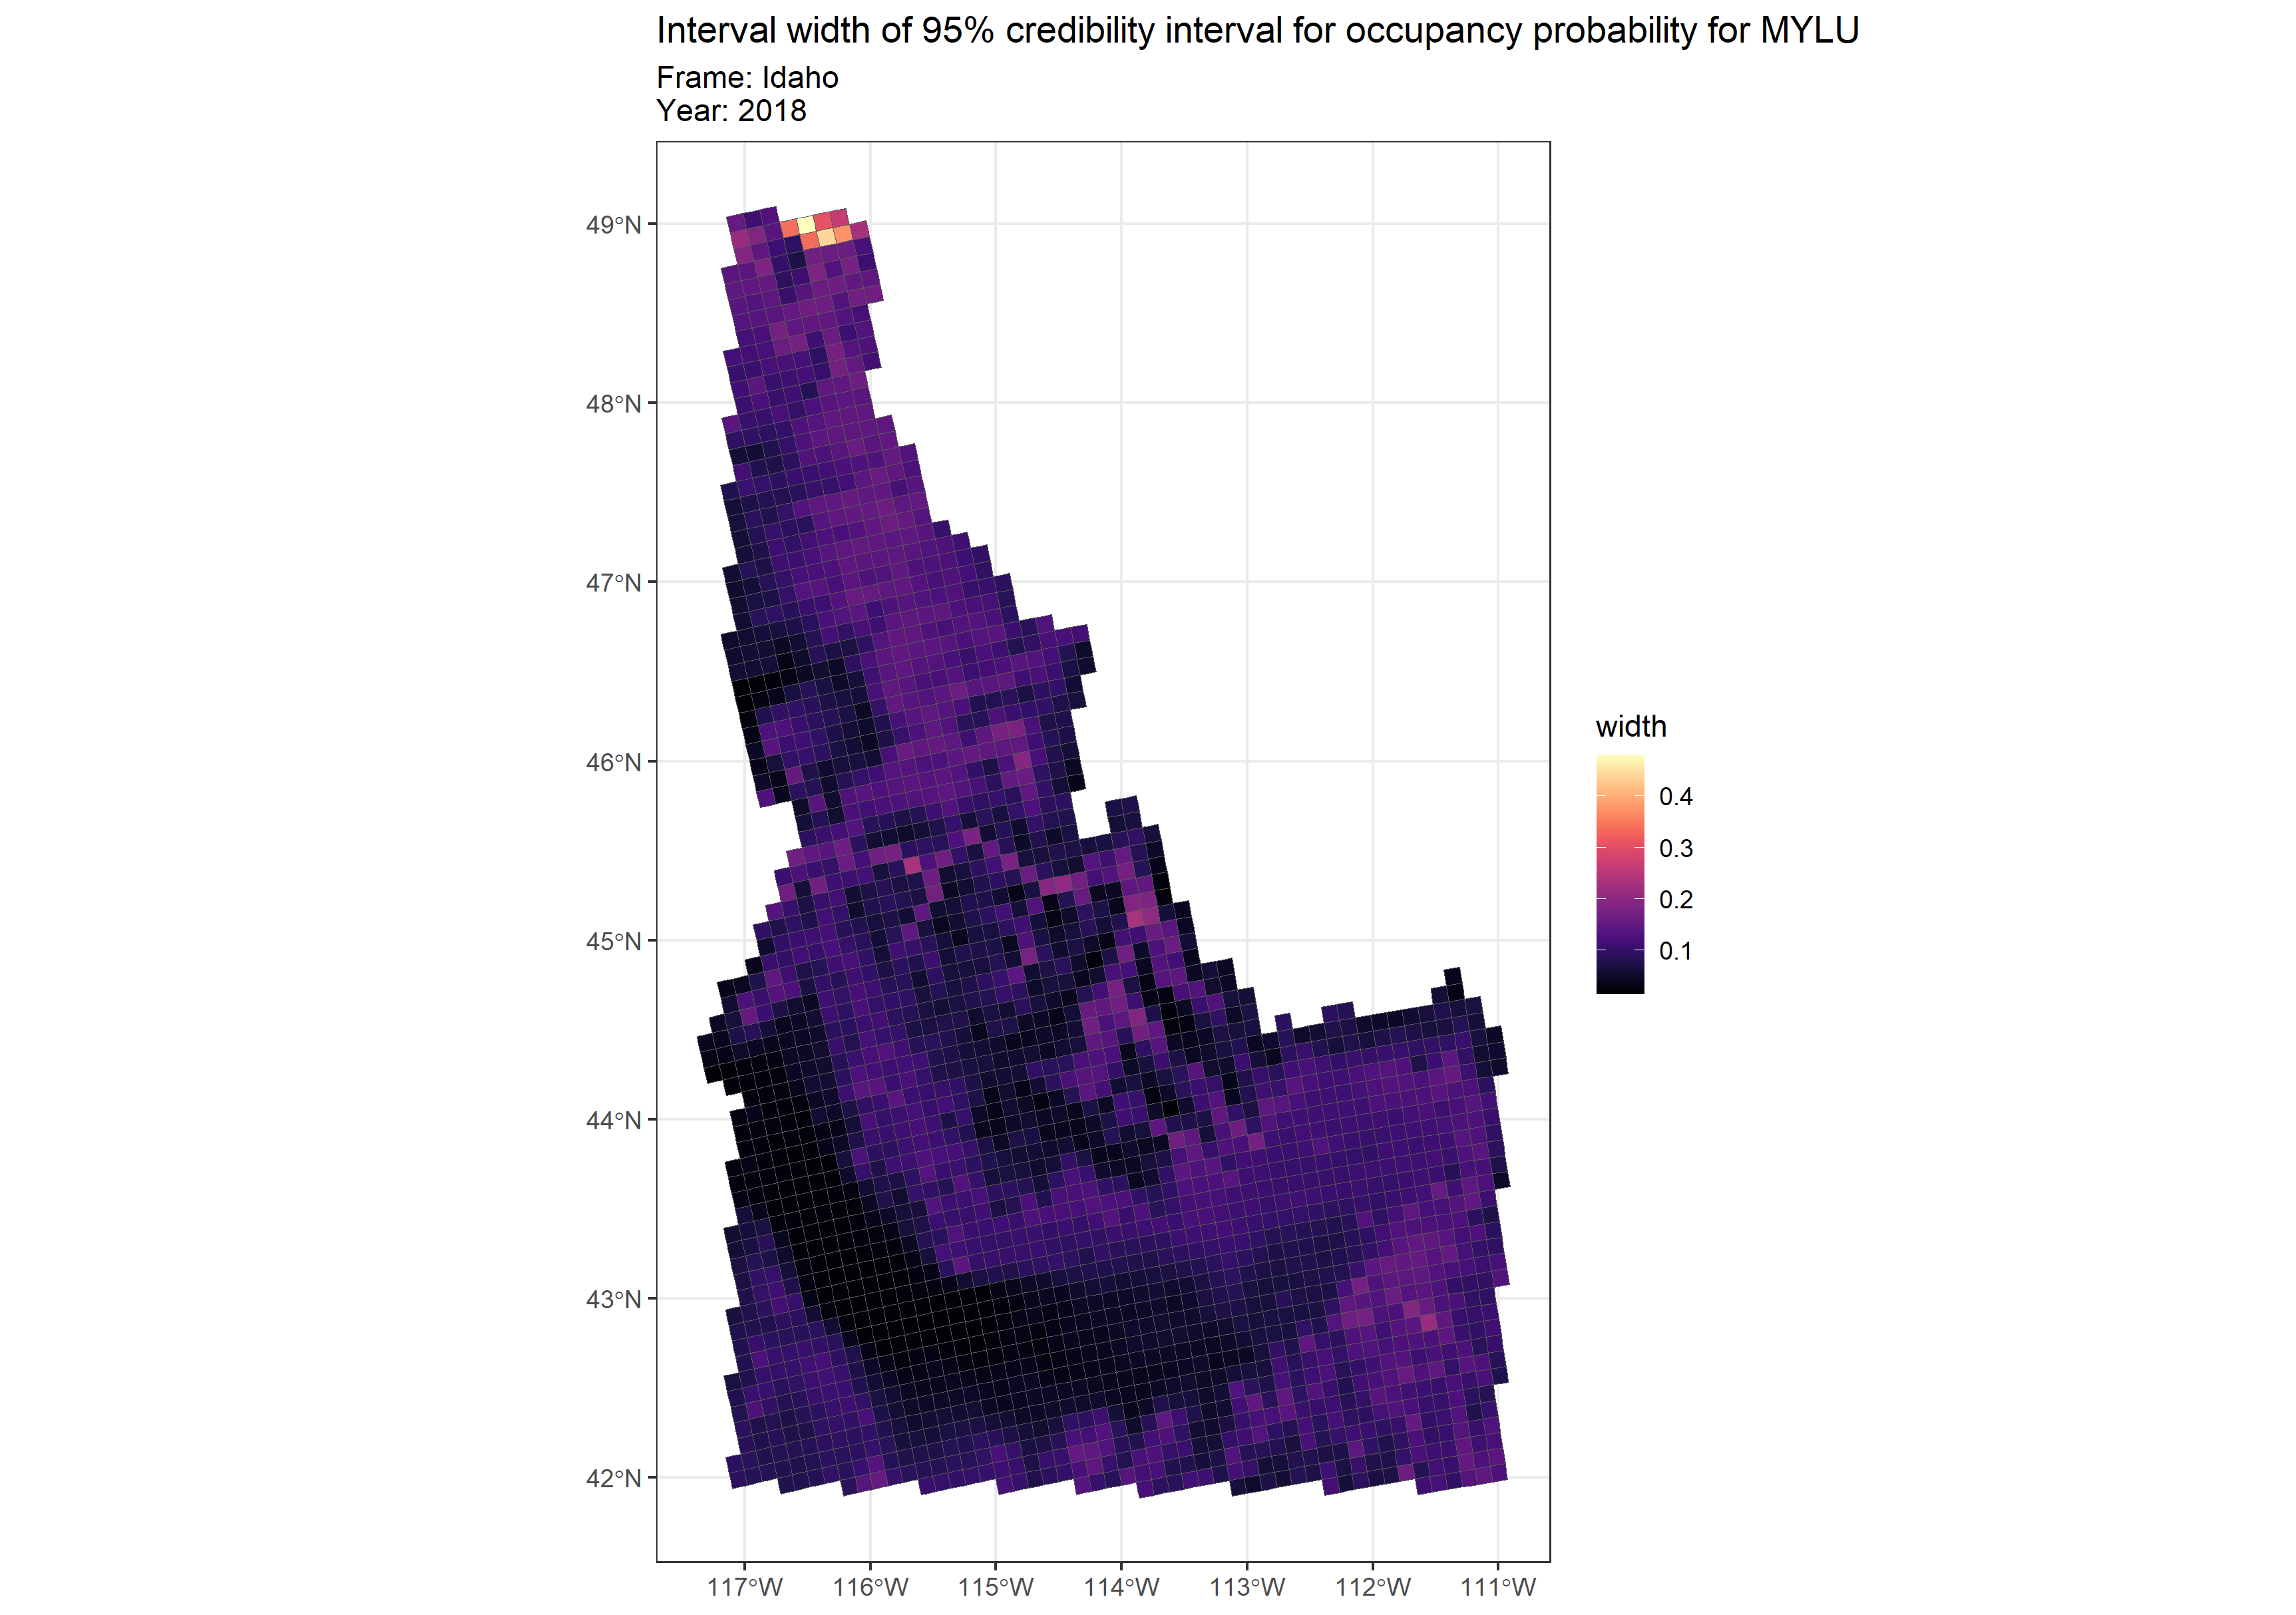 Interval width of 95% credibility interval for occupancy probability for MYLU
Frame: Idaho
Year: 2018
49°N
48°N
47°N
46°N
45°N
44°N
43°N
42°N
117°W 116°W 115°W 114°W 113°W 112°W 111°W
width
0.4
0.3
0.2
0.1